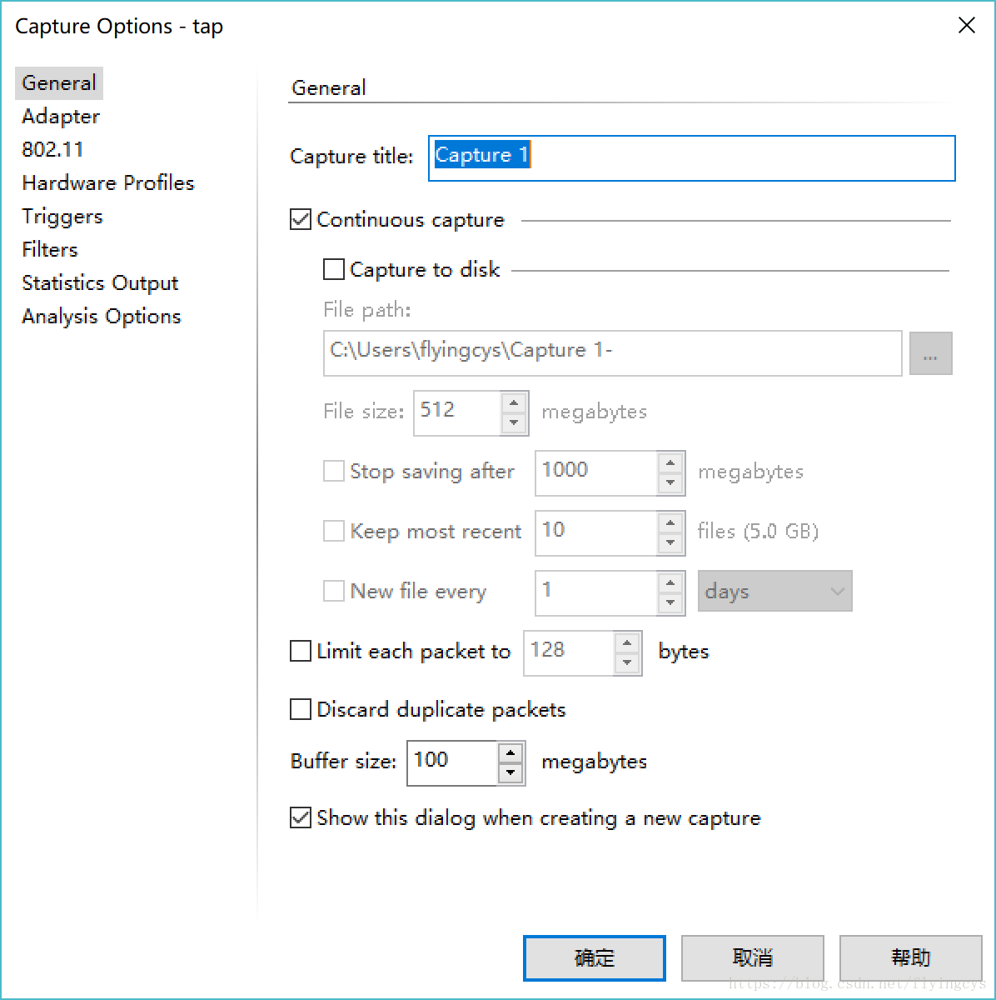 Capture Options - tap
General
Adapter
802.11
Hardware Profiles
Triggers
Filters
Statistics Output
Analysis Options
General
Capture title: Capture 1
Continuous capture
Capture to disk
File path:
C:\Users\flyingcys\Capture 1-
...
File size: 512 megabytes
Stop saving after 1000 megabytes
Keep most recent 10 files (5.0 GB)
New file every 1 days
Limit each packet to 128 bytes
Discard duplicate packets
Buffer size: 100 megabytes
Show this dialog when creating a new capture
确定 取消 帮助
https://blog.csdn.net/flyingcys